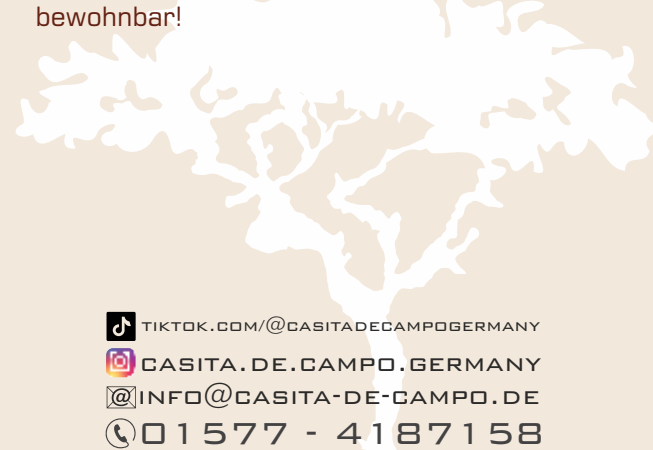 bewohnbar!
TIKTOK.COM/@CASITADECAMPOGERMANY
CASITA.DE.CAMPO.GERMANY
INFO@CASITA-DE-CAMPO.DE
01577 - 4187158